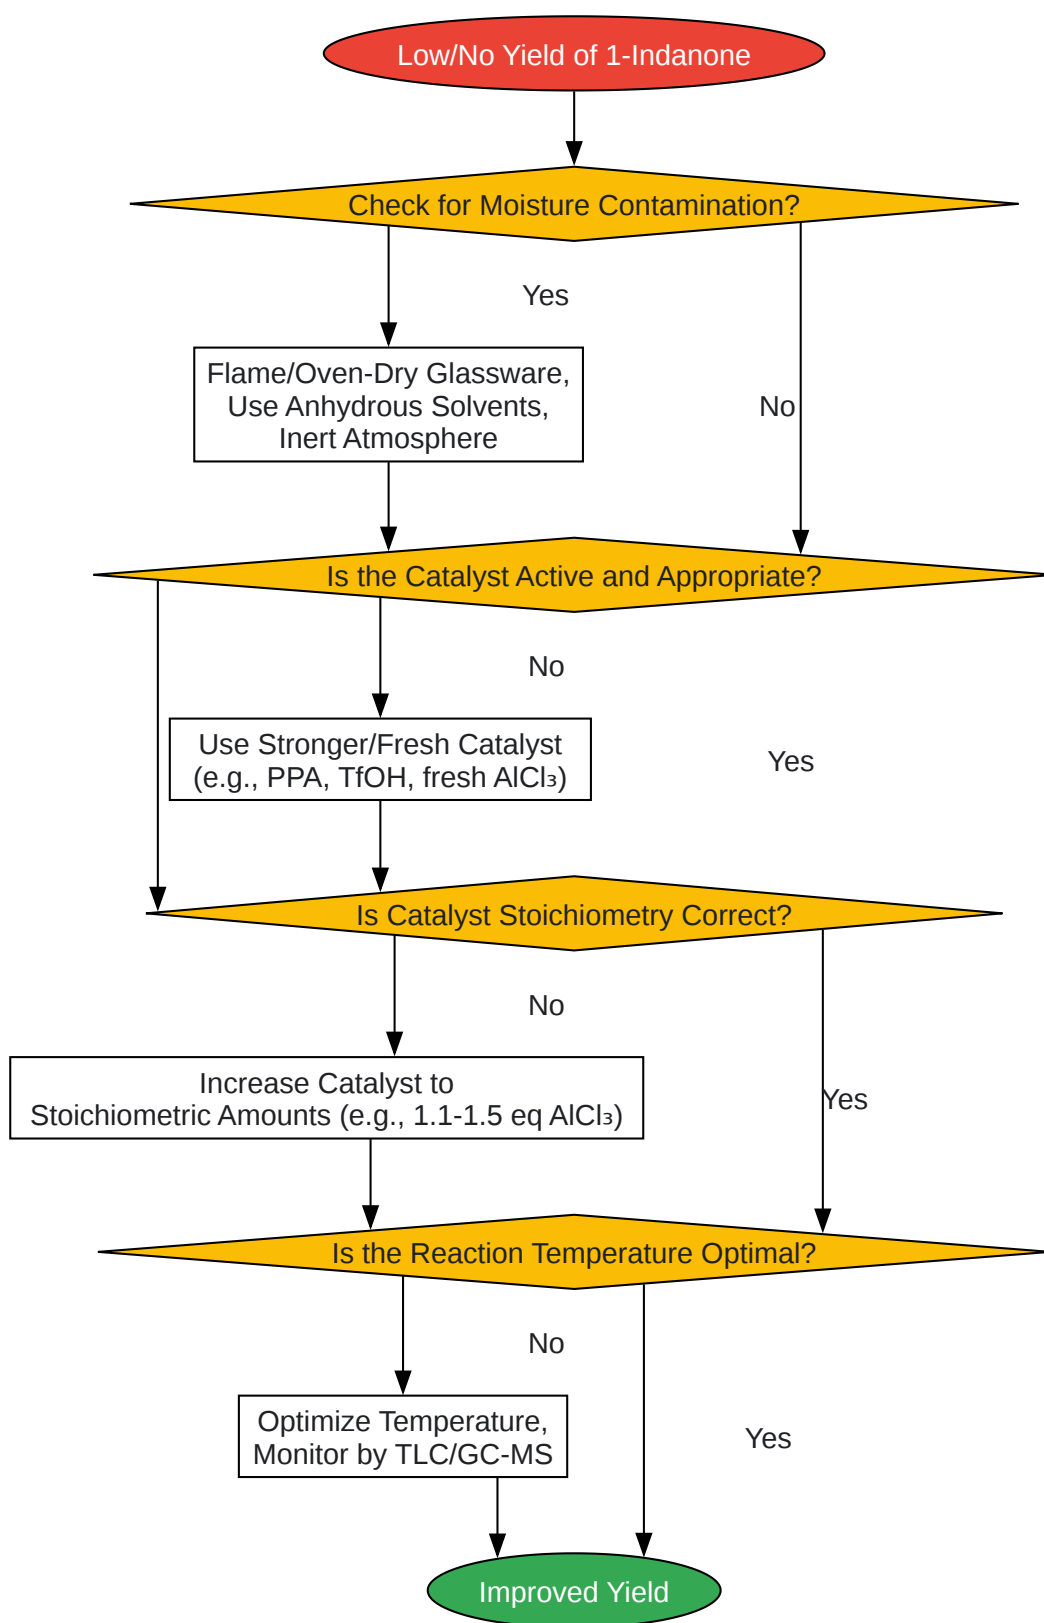 Low/No Yield of 1-Indanone
Check for Moisture Contamination?
Yes
Flame/Oven-Dry Glassware,
Use Anhydrous Solvents,
Inert Atmosphere
No
Is the Catalyst Active and Appropriate?
No
Use Stronger/Fresh Catalyst
(e.g., PPA, TfOH, fresh AlCl₃)
Yes
Is Catalyst Stoichiometry Correct?
No
Increase Catalyst to
Stoichiometric Amounts (e.g., 1.1-1.5 eq AlCl₃)
Yes
Is the Reaction Temperature Optimal?
No
Optimize Temperature,
Monitor by TLC/GC-MS
Yes
Improved Yield